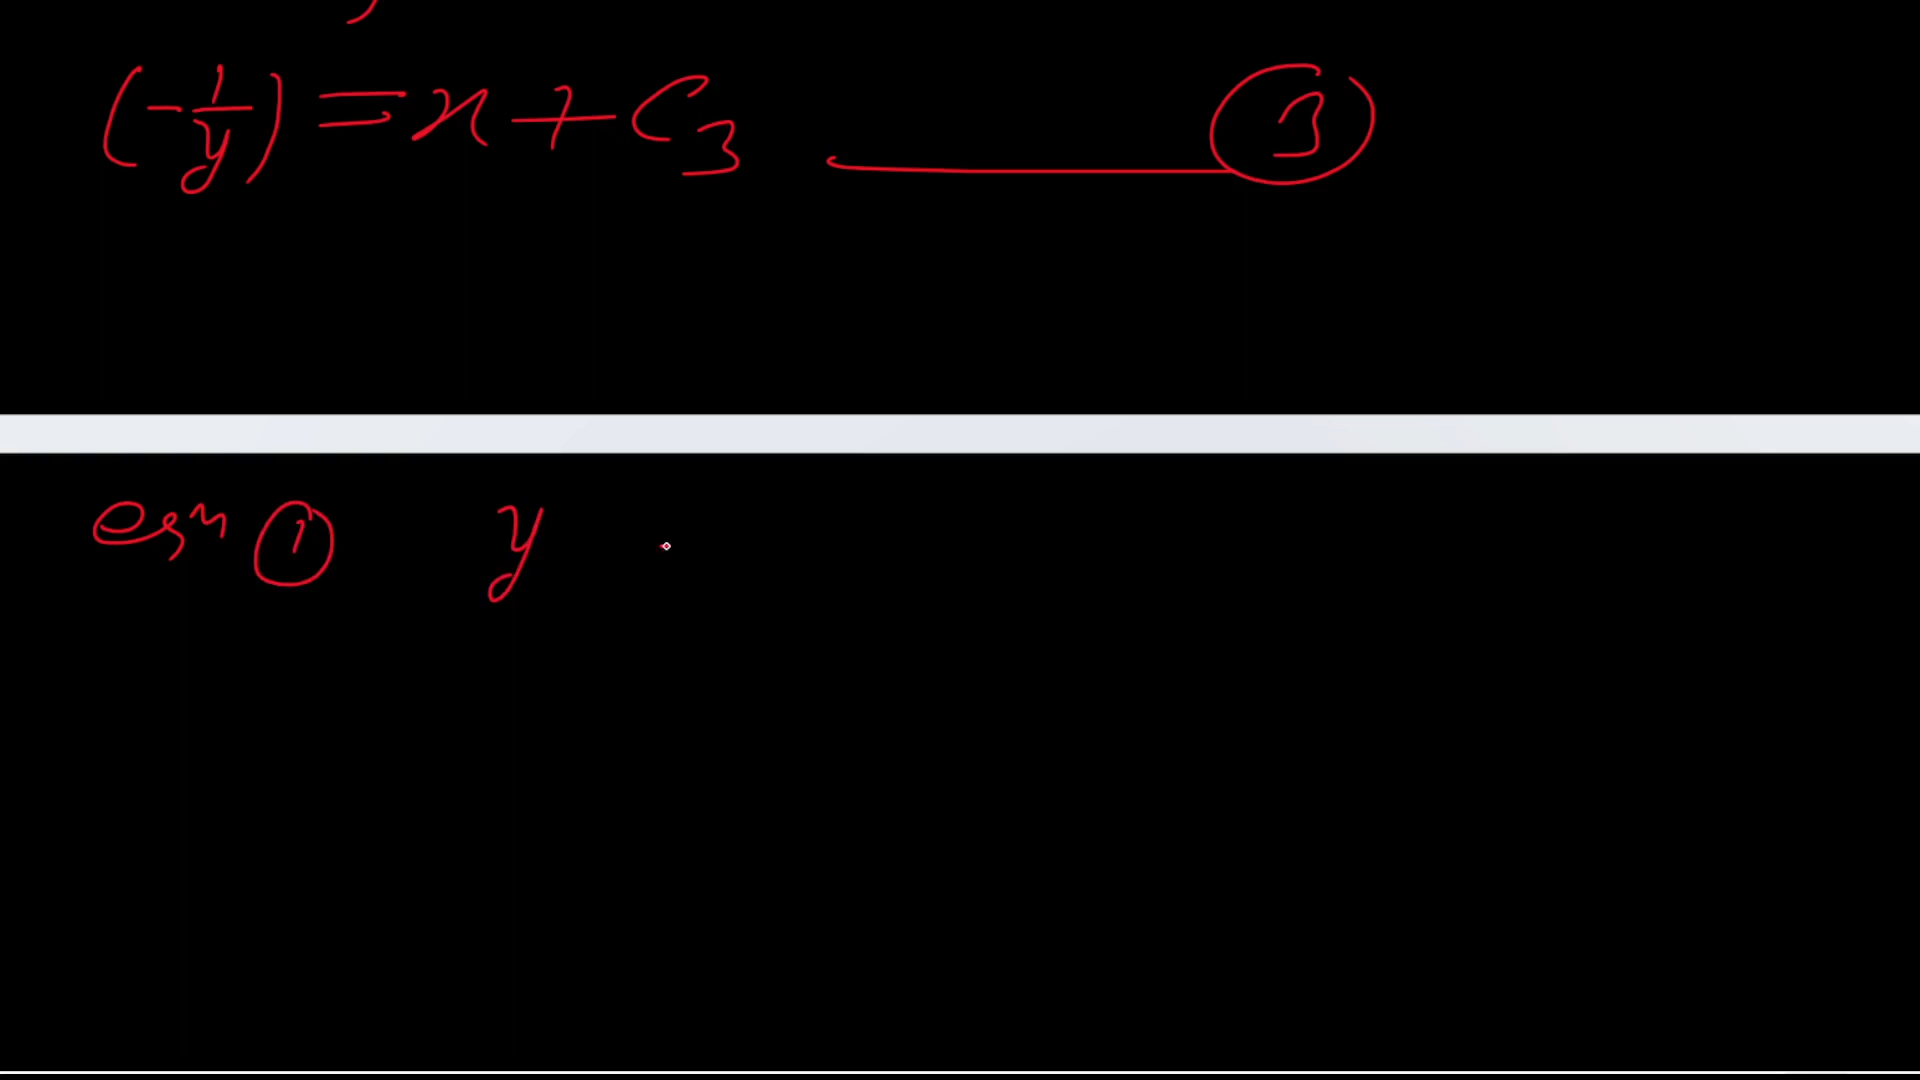 (-1/y) = x + C₃ ——— ③
eqn ① y